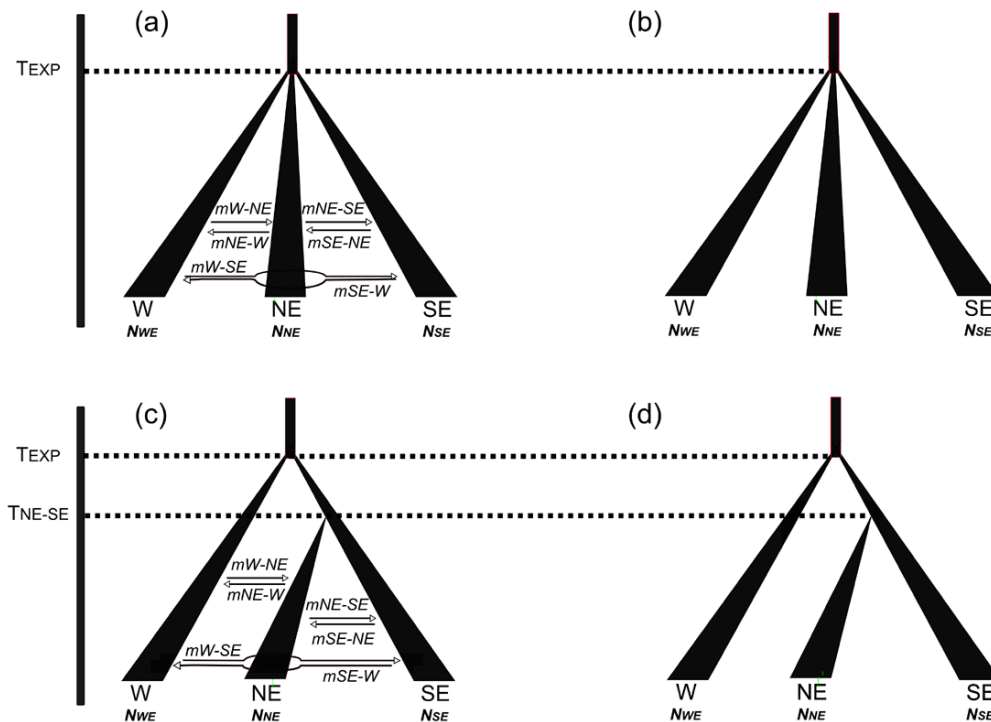 (a) (b)
TEXP
mW-NE mNE-SE
mNE-W mSE-NE
mW-SE mSE-W
W NE SE W NE SE
NWE NNE NSE NWE NNE NSE
(c) (d)
TEXP
TNE-SE
mW-NE
mNE-W mNE-SE
mSE-NE
mW-SE mSE-W
W NE SE W NE SE
NWE NNE NSE NWE NNE NSE